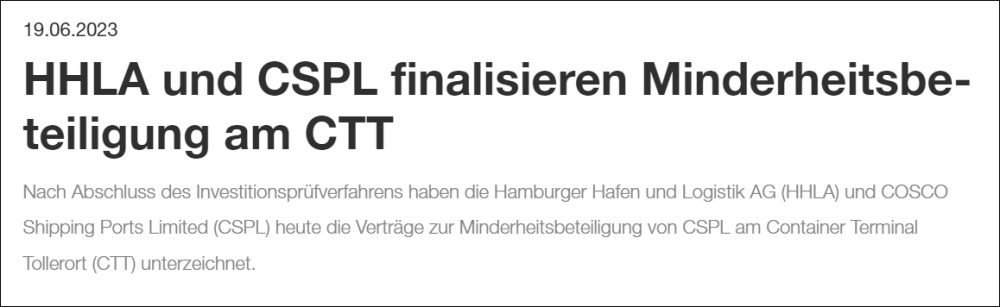 19.06.2023
HHLA und CSPL finalisieren Minderheitsbe-
teiligung am CTT
Nach Abschluss des Investitionsprüfverfahrens haben die Hamburger Hafen und Logistik AG (HHLA) und COSCO
Shipping Ports Limited (CSPL) heute die Verträge zur Minderheitsbeteiligung von CSPL am Container Terminal
Tollerort (CTT) unterzeichnet.